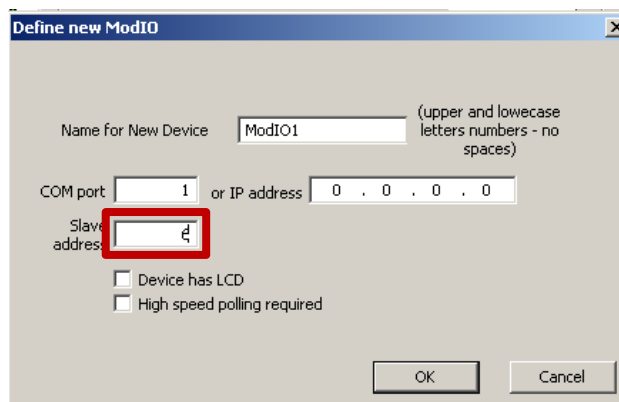 Define new ModIO
Name for New Device ModIO1 (upper and lowecase letters numbers - no spaces)
COM port 1 or IP address 0 . 0 . 0 . 0
Slave address
Device has LCD
High speed polling required
OK Cancel